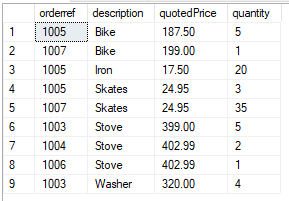 orderref description quotedPrice quantity
1 1005 Bike 187.50 5
2 1007 Bike 199.00 1
3 1005 Iron 17.50 20
4 1005 Skates 24.95 3
5 1007 Skates 24.95 35
6 1003 Stove 399.00 5
7 1004 Stove 402.99 2
8 1006 Stove 402.99 1
9 1003 Washer 320.00 4